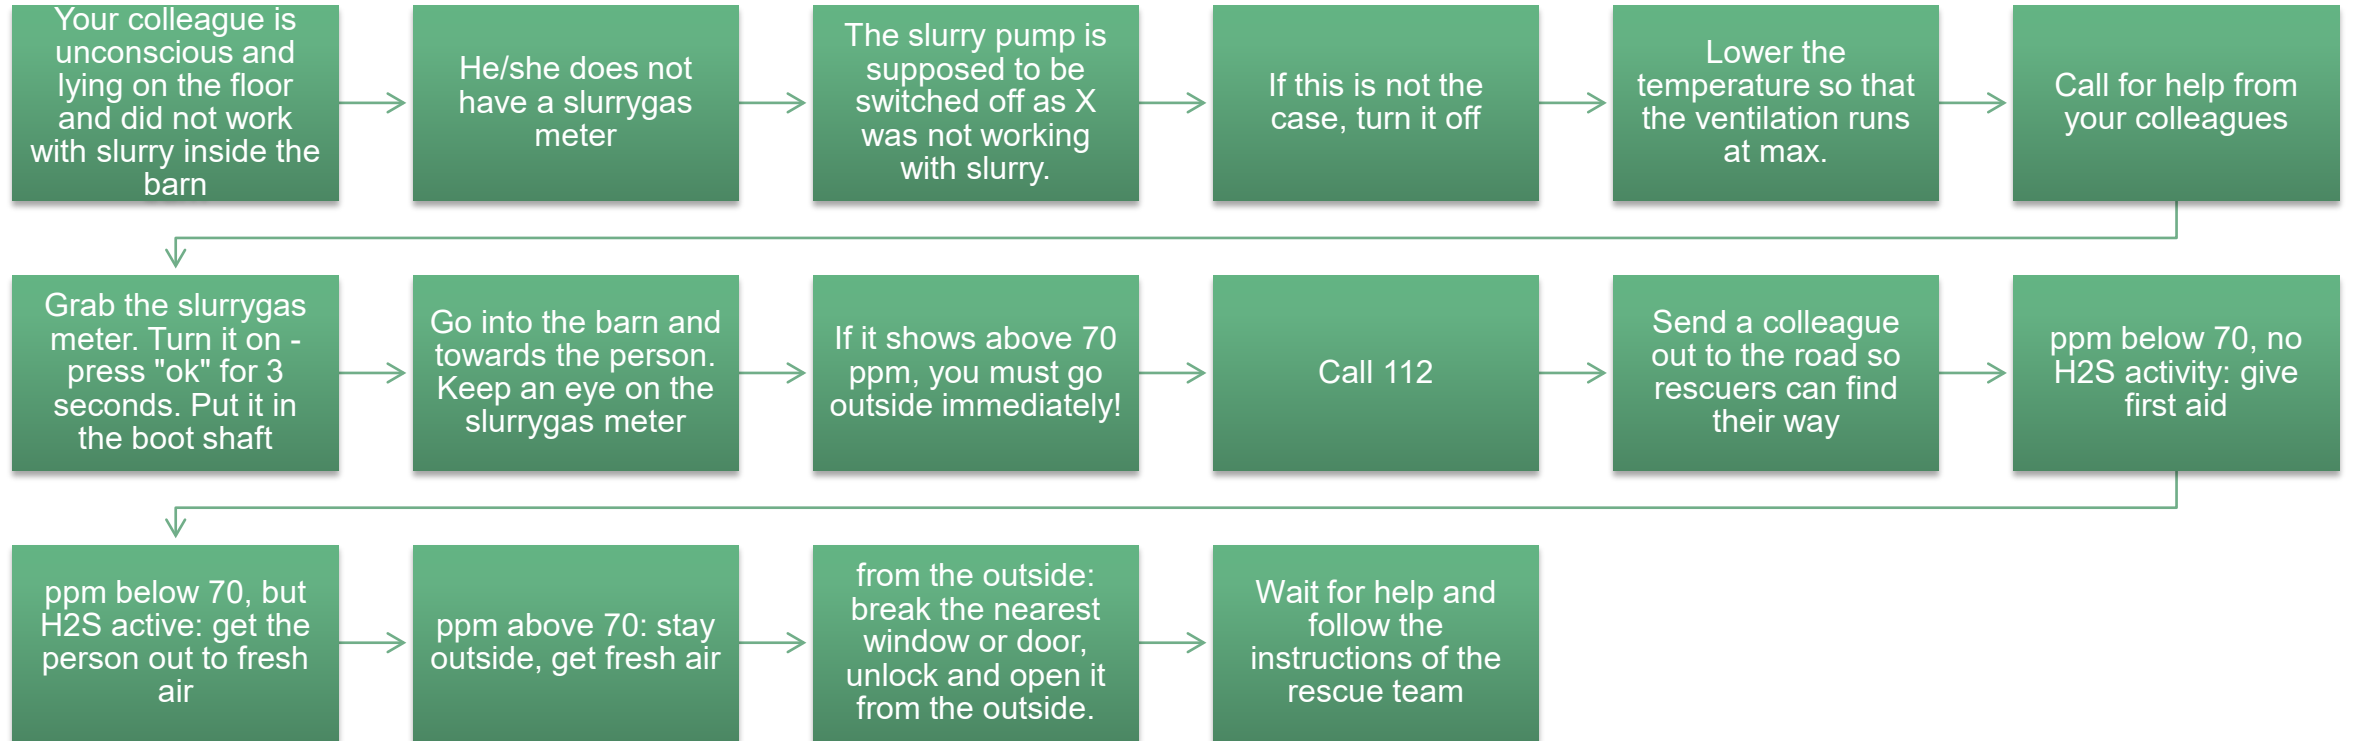 Your colleague is
unconscious and
lying on the floor
and did not work
with slurry inside the
barn
He/she does not
have a slurrygas
meter
The slurry pump is
supposed to be
switched off as X
was not working
with slurry.
If this is not the
case, turn it off
Lower the
temperature so that
the ventilation runs
at max.
Call for help from
your colleagues
Grab the slurrygas
meter. Turn it on -
press "ok" for 3
seconds. Put it in
the boot shaft
Go into the barn and
towards the person.
Keep an eye on the
slurrygas meter
If it shows above 70
ppm, you must go
outside immediately!
Call 112
Send a colleague
out to the road so
rescuers can find
their way
ppm below 70, no
H2S activity: give
first aid
ppm below 70, but
H2S active: get the
person out to fresh
air
ppm above 70: stay
outside, get fresh air
from the outside:
break the nearest
window or door,
unlock and open it
from the outside.
Wait for help and
follow the
instructions of the
rescue team